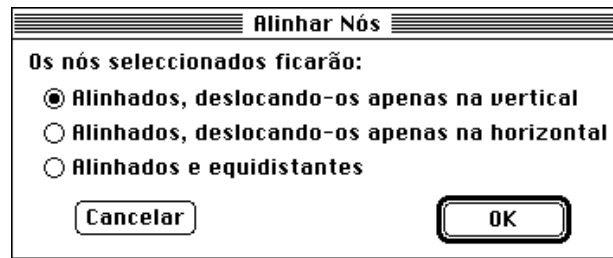 Alinhar Nós
Os nós seleccionados ficarão:
Alinhados, deslocando-os apenas na vertical
Alinhados, deslocando-os apenas na horizontal
Alinhados e equidistantes
Cancelar OK